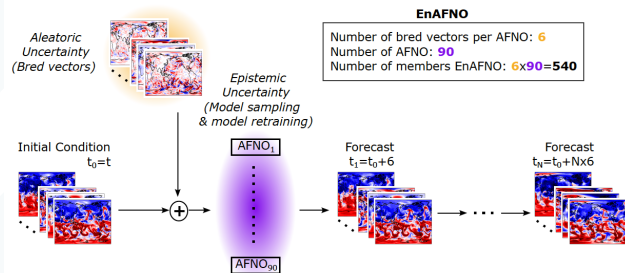 Aleatoric
Uncertainty
(Bred vectors)
EnAFNO
Number of bred vectors per AFNO: 6
Number of AFNO: 90
Number of members EnAFNO: 6x90=540
Epistemic
Uncertainty
(Model sampling
& model retraining)
Initial Condition
t₀=t
AFNO₁
AFNO₉₀
Forecast
t₁=t₀+6
Forecast
t_N=t₀+Nx6